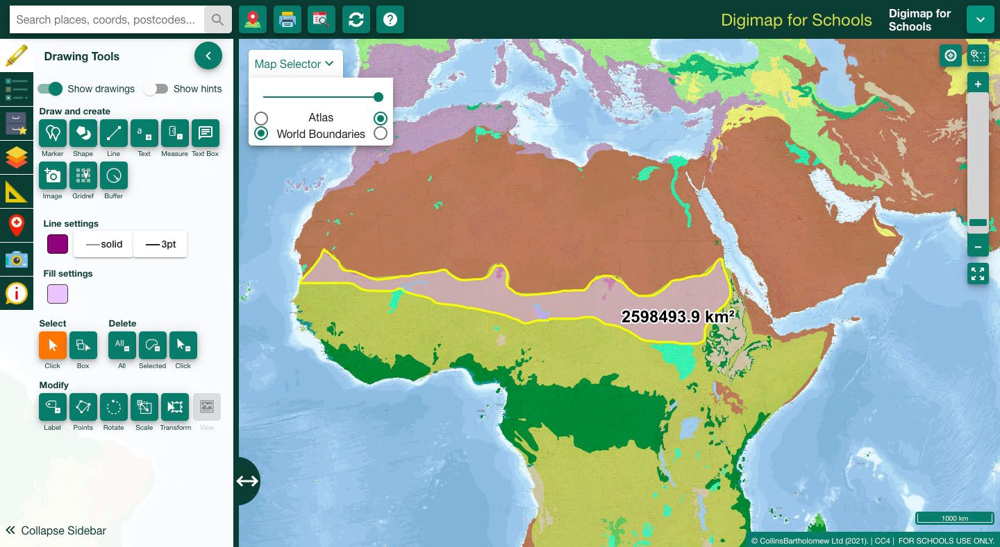 Search places, coords, postcodes...
Digimap for Schools
Digimap for
Schools
Drawing Tools
Show drawings
Show hints
Draw and create
a
Marker Shape Line Text Measure Text Box
Image Gridref Buffer
Line settings
solid 3pt
Fill settings
Select Delete
All
Click Box All Selected Click
Modify
Label Points Rotate Scale Transform View
Collapse Sidebar
Map Selector
Atlas
World Boundaries
2598493.9 km²
1000 km
© CollinsBartholomew Ltd (2021). | CC4 | FOR SCHOOLS USE ONLY.